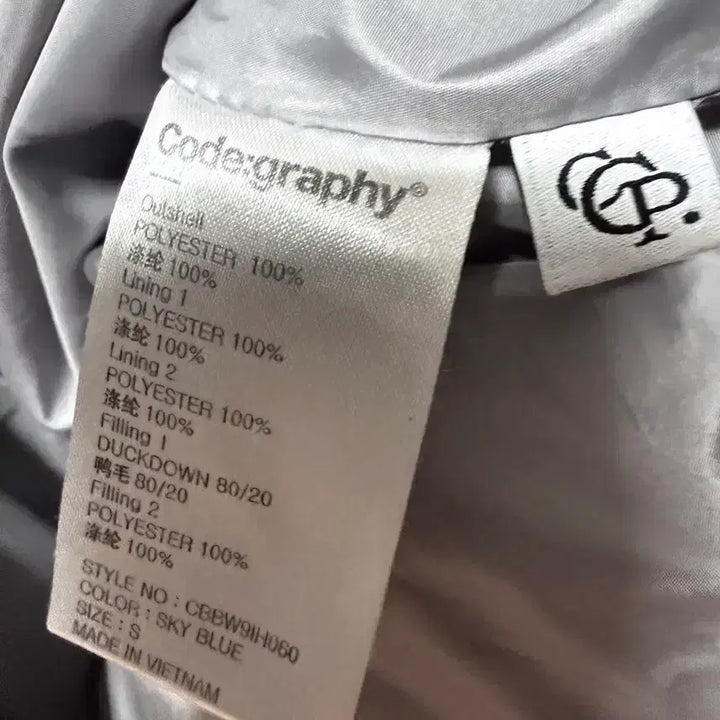 Code:graphy®
Outshell
POLYESTER 100%
涤纶 100%
Lining 1
POLYESTER 100%
涤纶 100%
Lining 2
POLYESTER 100%
涤纶 100%
Filling 1
DUCKDOWN 80/20
鸭毛 80/20
Filling 2
POLYESTER 100%
涤纶 100%
STYLE NO : CBBW9IH060
COLOR : SKY BLUE
SIZE : S
MADE IN VIETNAM
CGP.